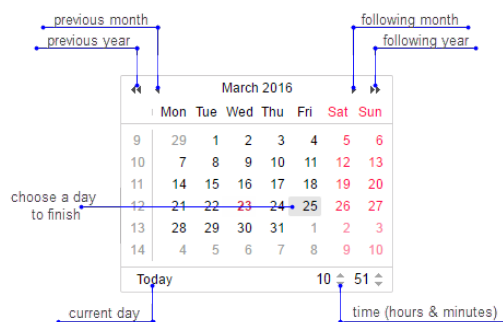 previous month
following month
previous year
following year
March 2016
Mon Tue Wed Thu Fri Sat Sun
9 29 1 2 3 4 5 6
10 7 8 9 10 11 12 13
11 14 15 16 17 18 19 20
choose a day
to finish
12 21 22 23 24 25 26 27
13 28 29 30 31 1 2 3
14 4 5 6 7 8 9 10
Today 10 51
current day
time (hours & minutes)